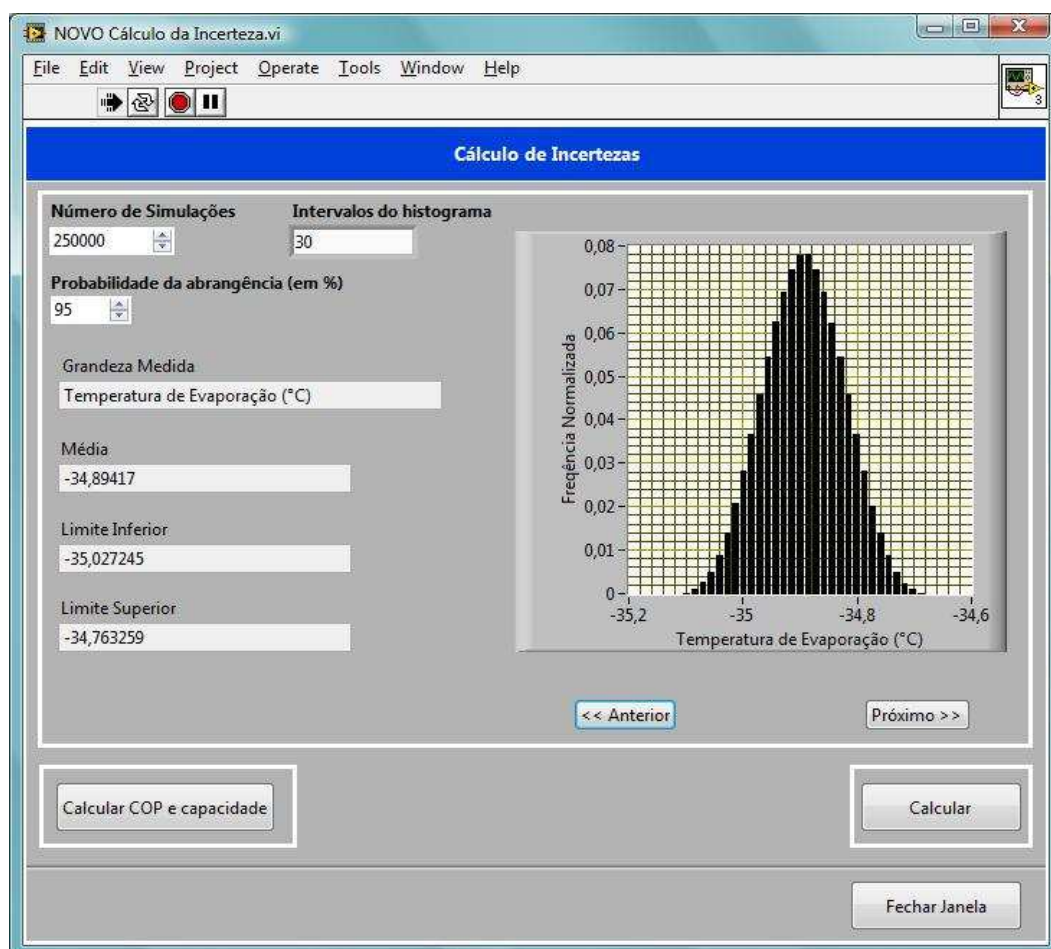 NOVO Cálculo da Incerteza.vi
File Edit View Project Operate Tools Window Help
3
Cálculo de Incertezas
Número de Simulações Intervalos do histograma
250000 30
Probabilidade da abrangência (em %)
95
Grandeza Medida
Temperatura de Evaporação (°C)
Média
-34,89417
Limite Inferior
-35,027245
Limite Superior
-34,763259
Freqência Normalizada
0,08
0,07
0,06
0,05
0,04
0,03
0,02
0,01
0
-35,2 -35 -34,8 -34,6
Temperatura de Evaporação (°C)
<< Anterior Próximo >>
Calcular COP e capacidade Calcular
Fechar Janela